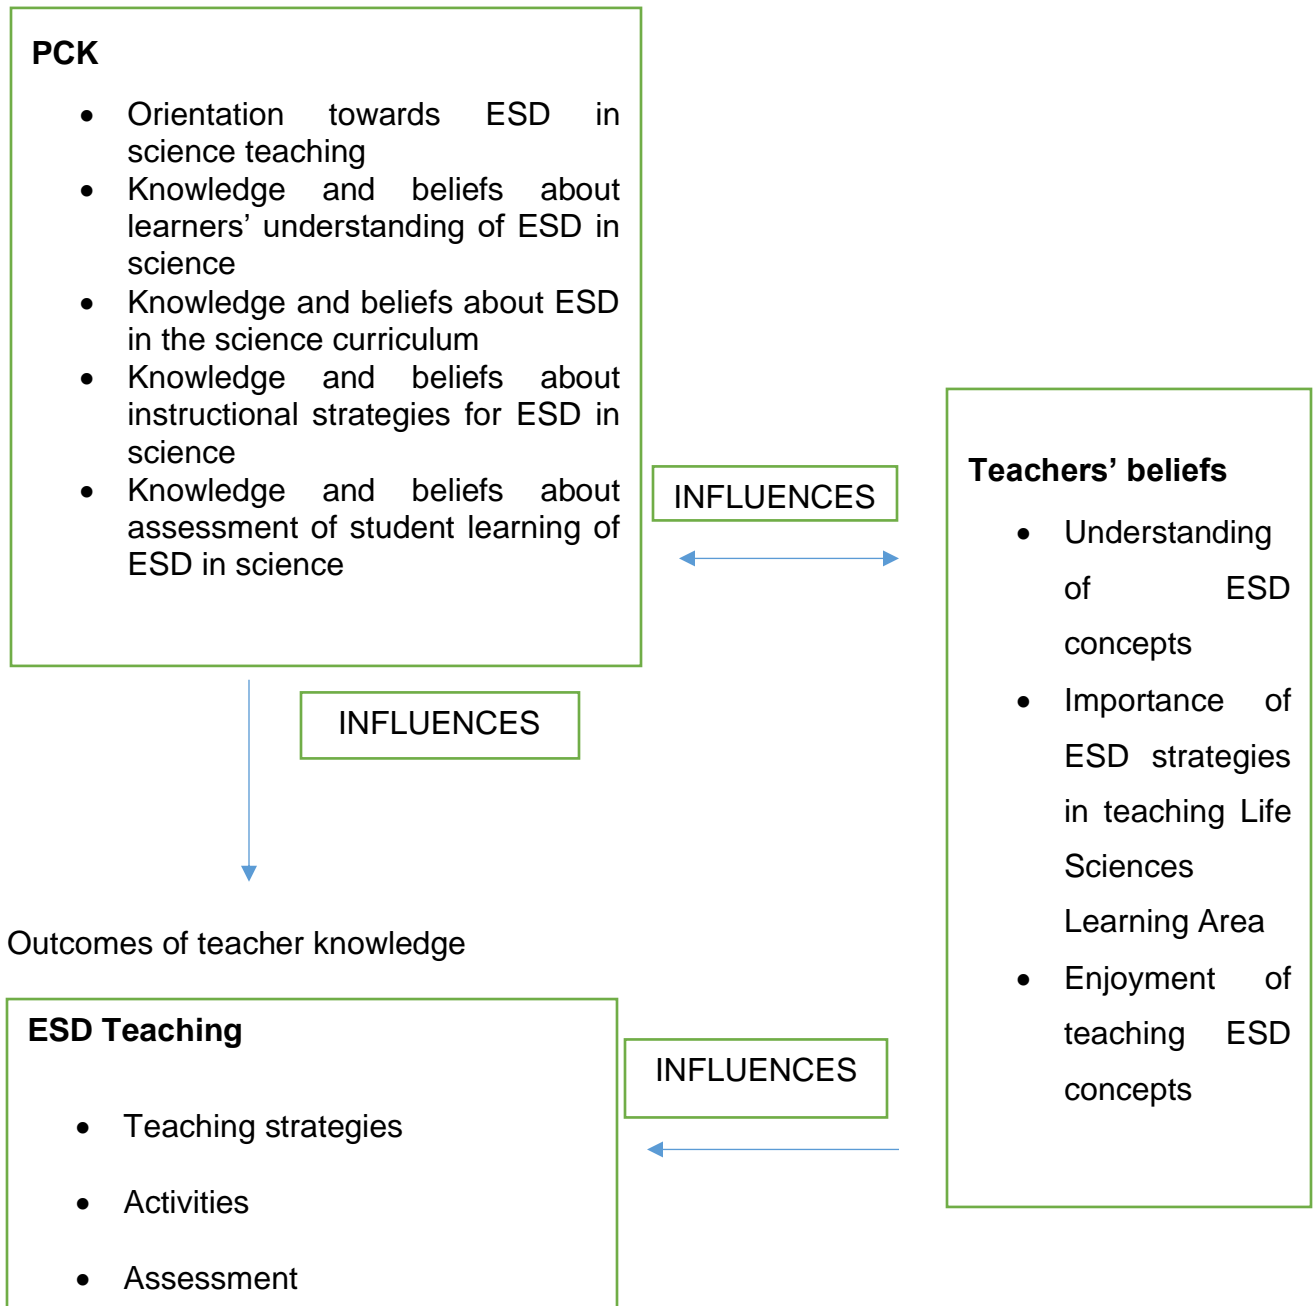 PCK
• Orientation towards ESD in
science teaching
• Knowledge and beliefs about
learners’ understanding of ESD in
science
• Knowledge and beliefs about ESD
in the science curriculum
• Knowledge and beliefs about
instructional strategies for ESD in
science
• Knowledge and beliefs about
assessment of student learning of
ESD in science
INFLUENCES
Teachers’ beliefs
• Understanding
of ESD
concepts
• Importance of
ESD strategies
in teaching Life
Sciences
Learning Area
• Enjoyment of
teaching ESD
concepts
INFLUENCES
Outcomes of teacher knowledge
ESD Teaching
• Teaching strategies
• Activities
• Assessment
INFLUENCES